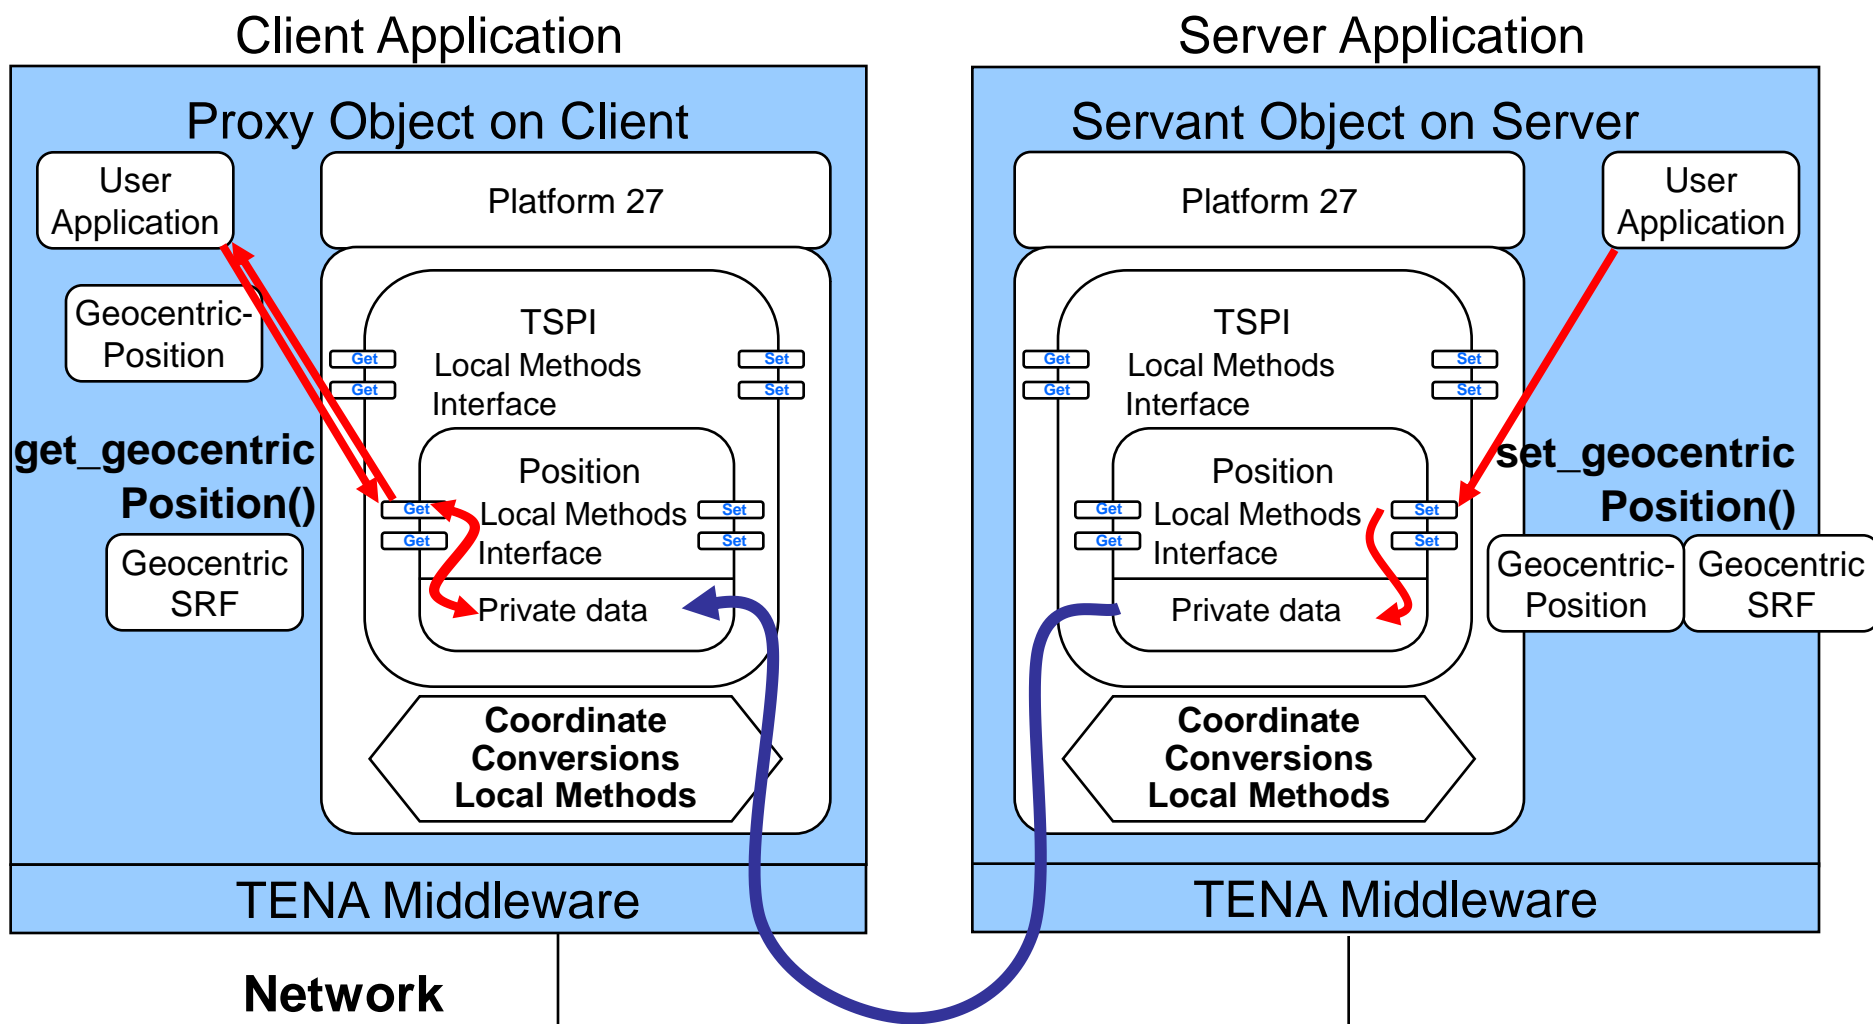 Client Application
Proxy Object on Client
User
Application
Platform 27
Geocentric-
Position
TSPI
Get
Set
Local Methods
Get
Set
Interface
get_geocentric
Position()
Position
Get
Local Methods
Set
Get
Interface
Set
Geocentric
SRF
Private data
Coordinate
Conversions
Local Methods
TENA Middleware
Network
Server Application
Servant Object on Server
Platform 27
User
Application
TSPI
Get
Local Methods
Set
Get
Set
Interface
Position
set_geocentric
Position()
Get
Local Methods
Set
Get
Interface
Set
Geocentric-
Position
Geocentric
SRF
Private data
Coordinate
Conversions
Local Methods
TENA Middleware